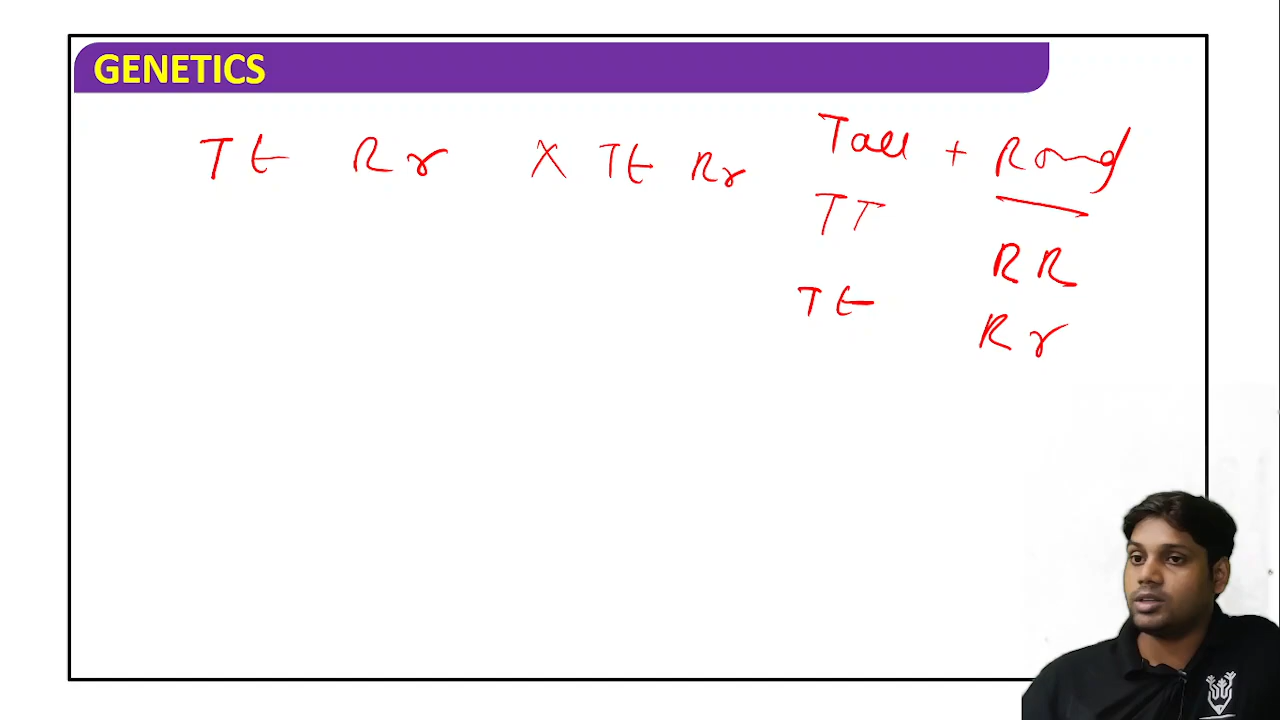 GENETICS
Tt Rr X Tt Rr
Tall + Round
TT
RR
Tt
Rr